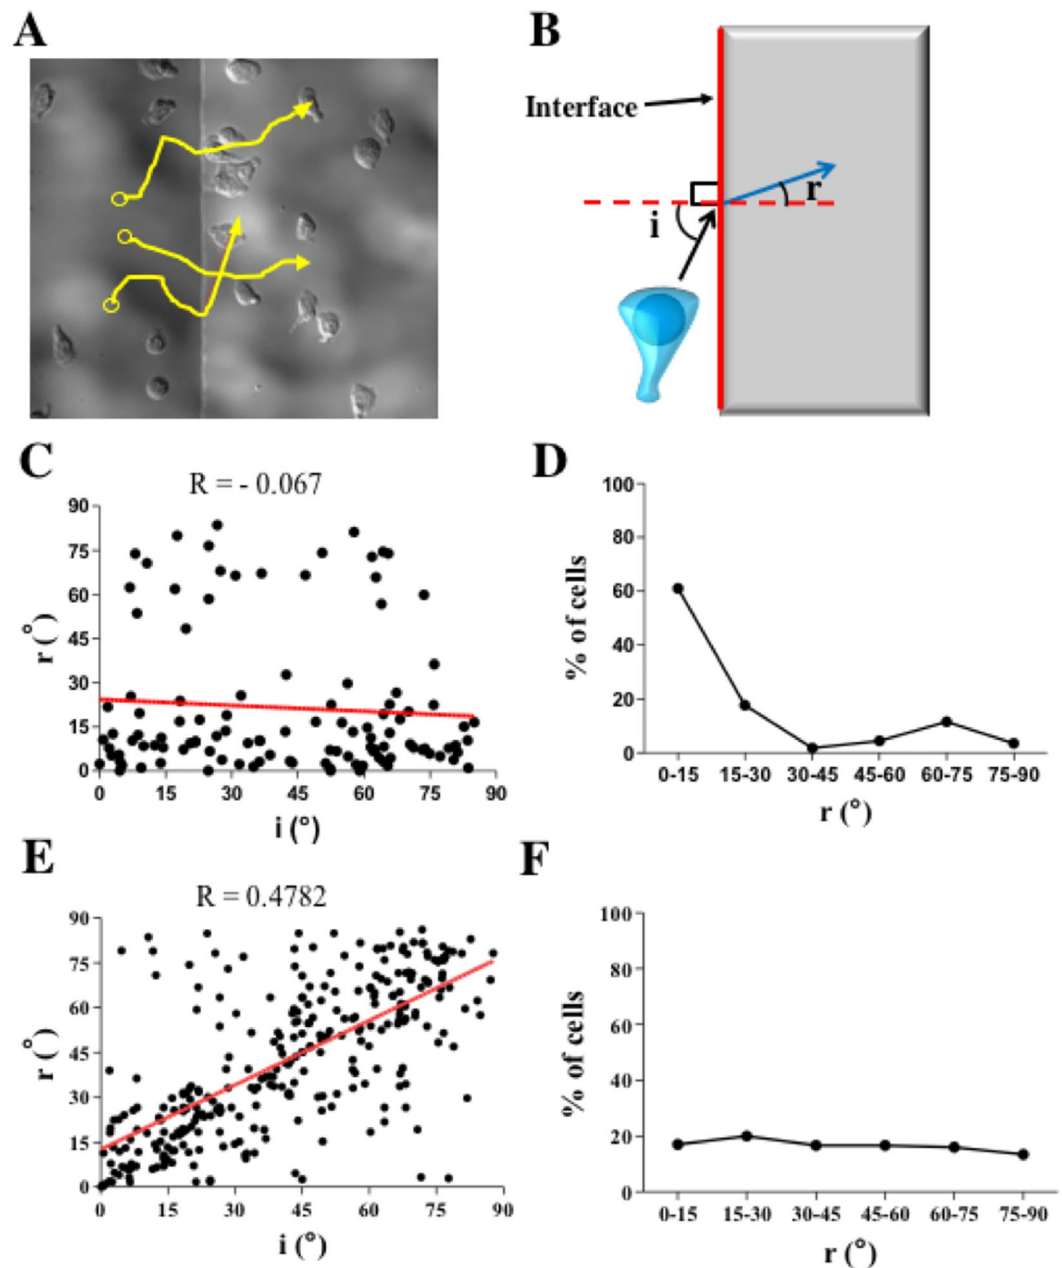 A
B
Interface
i
r
C
R = - 0.067
r (°)
90
75
60
45
30
15
0
0 15 30 45 60 75 90
i (°)
D
% of cells
100
80
60
40
20
0
0-15 15-30 30-45 45-60 60-75 75-90
r (°)
E
R = 0.4782
r (°)
90
75
60
45
30
15
0
0 15 30 45 60 75 90
i (°)
F
% of cells
100
80
60
40
20
0
0-15 15-30 30-45 45-60 60-75 75-90
r (°)